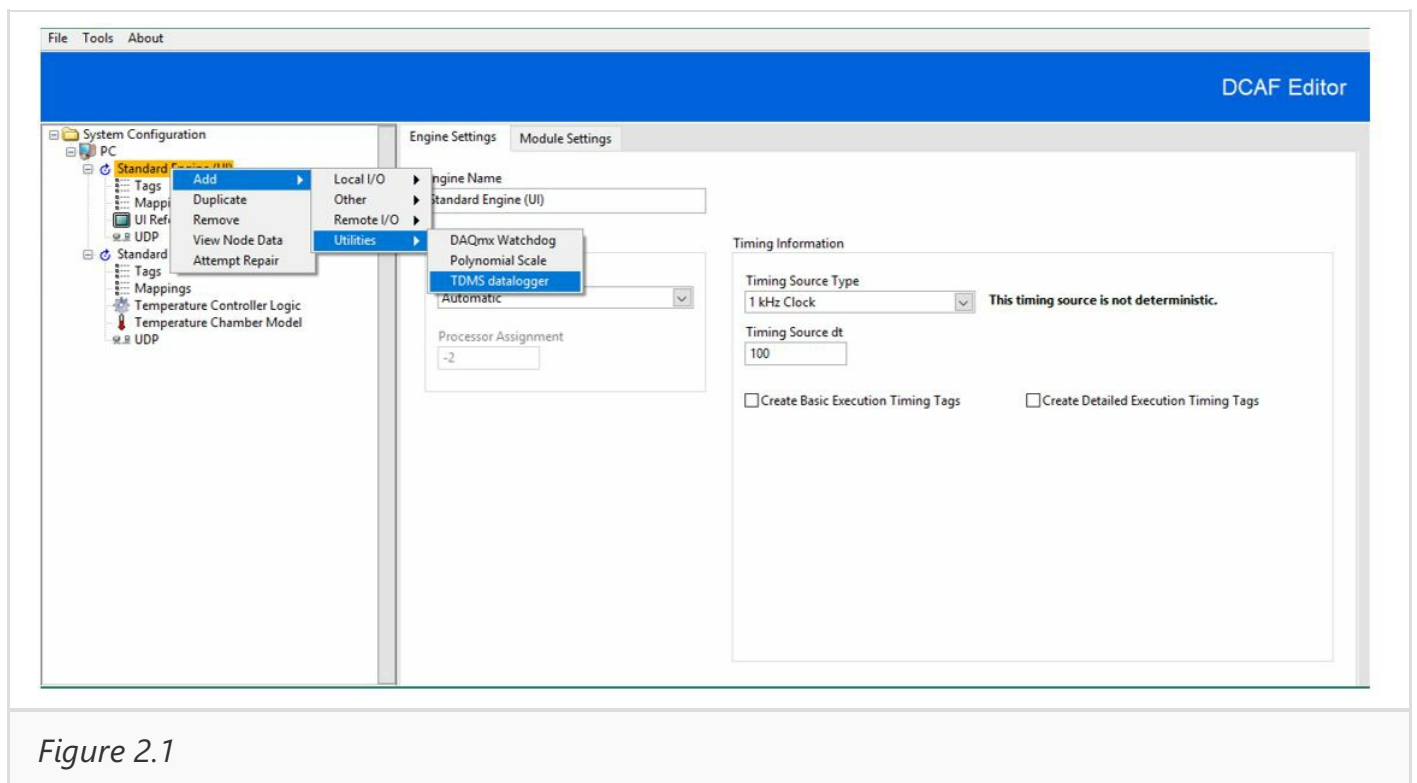 File Tools About
DCAF Editor
System Configuration
PC
Standard Engine (UI)
Tags
Mappi
UI Ref
UDP
Standard
Tags
Mappings
Temperature Controller Logic
Temperature Chamber Model
UDP
Add
Duplicate
Remove
View Node Data
Attempt Repair
Local I/O
Other
Remote I/O
Utilities
DAQmx Watchdog
Polynomial Scale
TDMS datalogger
Engine Settings Module Settings
ngine Name
Standard Engine (UI)
Automatic
Processor Assignment
-2
Timing Information
Timing Source Type
1 kHz Clock This timing source is not deterministic.
Timing Source dt
100
Create Basic Execution Timing Tags Create Detailed Execution Timing Tags
Figure 2.1